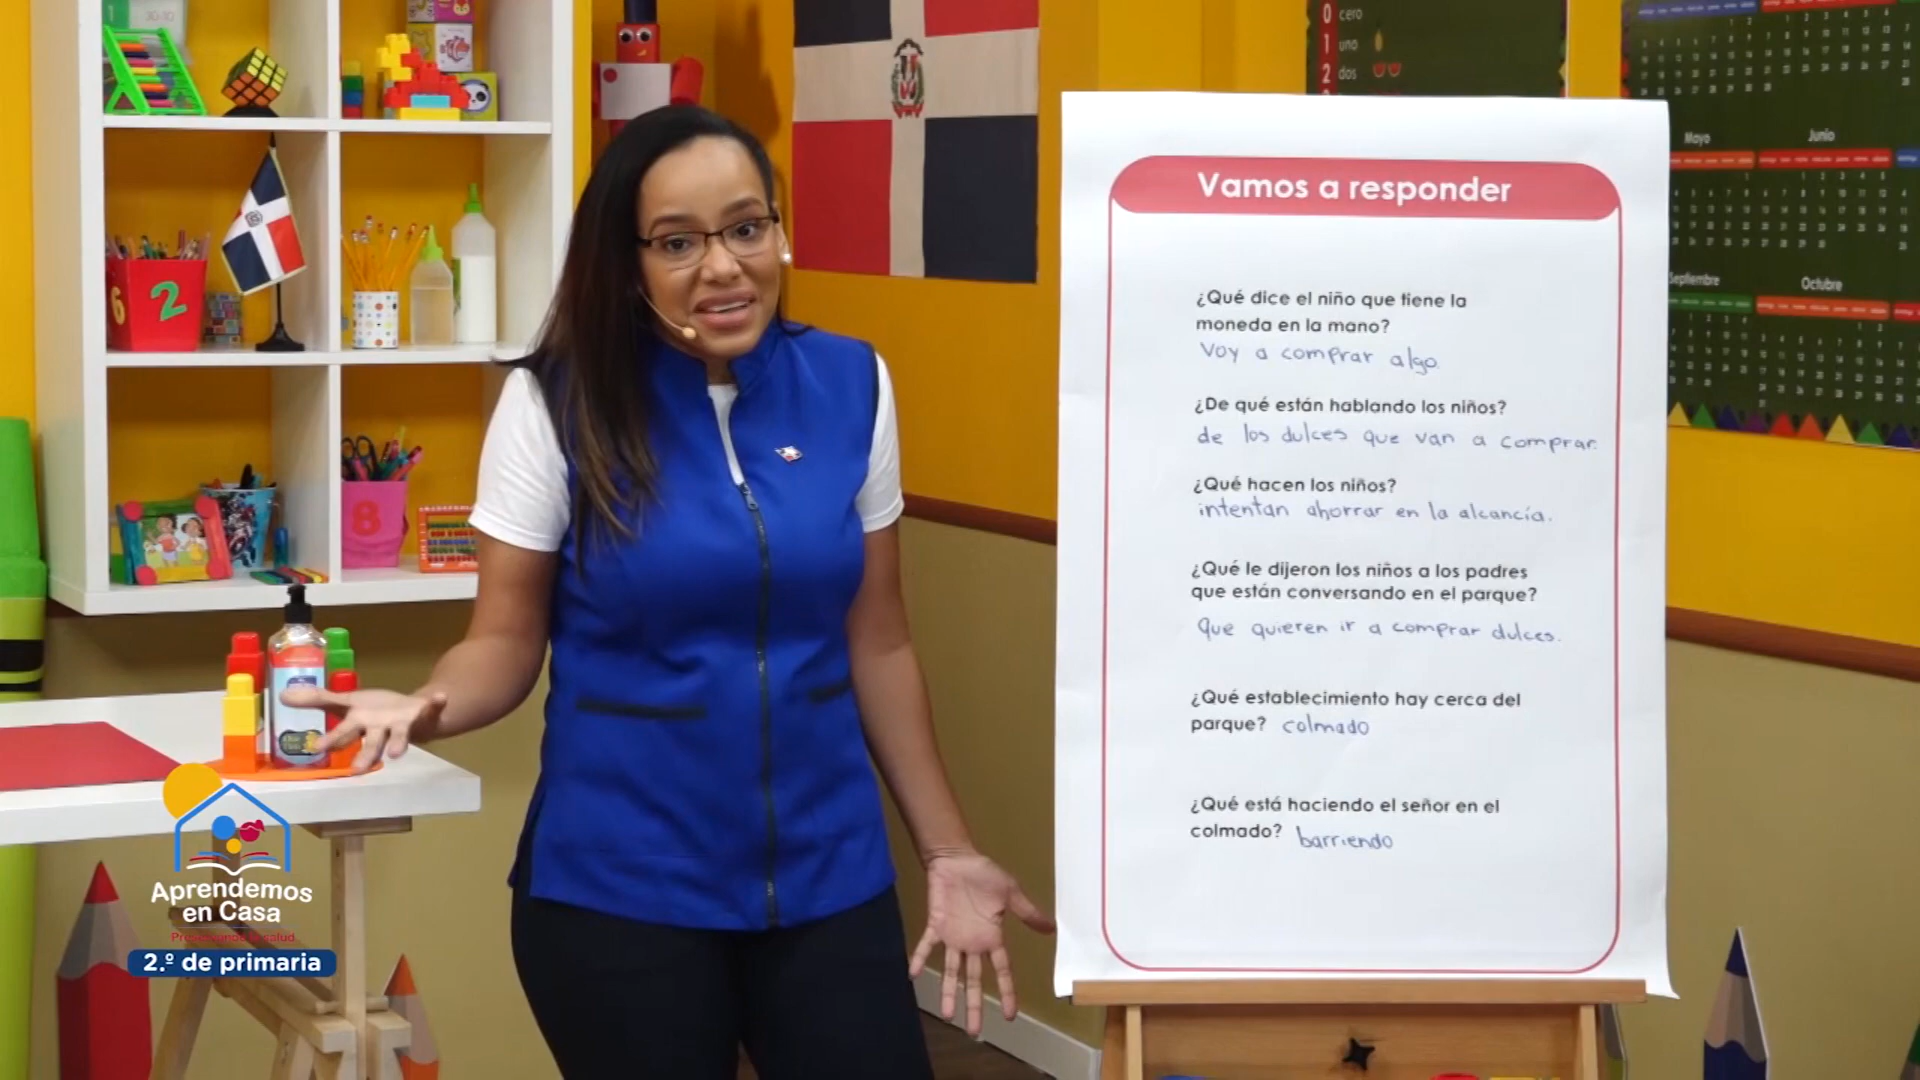 0 cero
1 uno
2 dos
Mayo
Junio
Septiembre
Octubre
6
2
8
Vamos a responder
¿Qué dice el niño que tiene la
moneda en la mano?
Voy a comprar algo
¿De qué están hablando los niños?
de los dulces que van a comprar.
¿Qué hacen los niños?
intentan ahorrar en la alcancía.
¿Qué le dijeron los niños a los padres
que están conversando en el parque?
Que quieren ir a comprar dulces.
¿Qué establecimiento hay cerca del
parque? colmado
¿Qué está haciendo el señor en el
colmado? barriendo
Aprendemos
en Casa
2.º de primaria